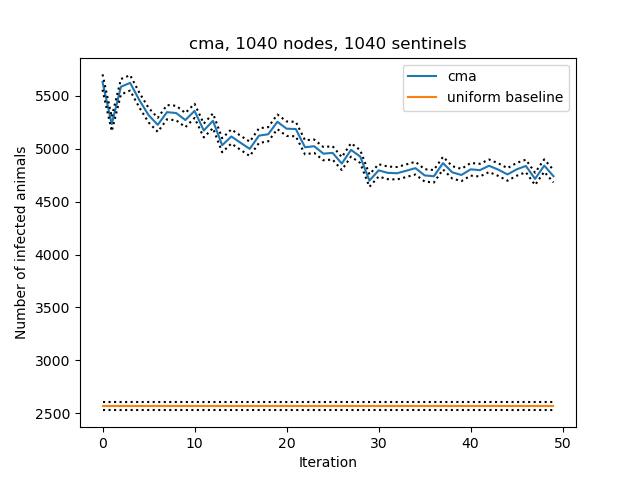 cma, 1040 nodes, 1040 sentinels
cma
uniform baseline
Number of infected animals
5500
5000
4500
4000
3500
3000
2500
0 10 20 30 40 50
Iteration